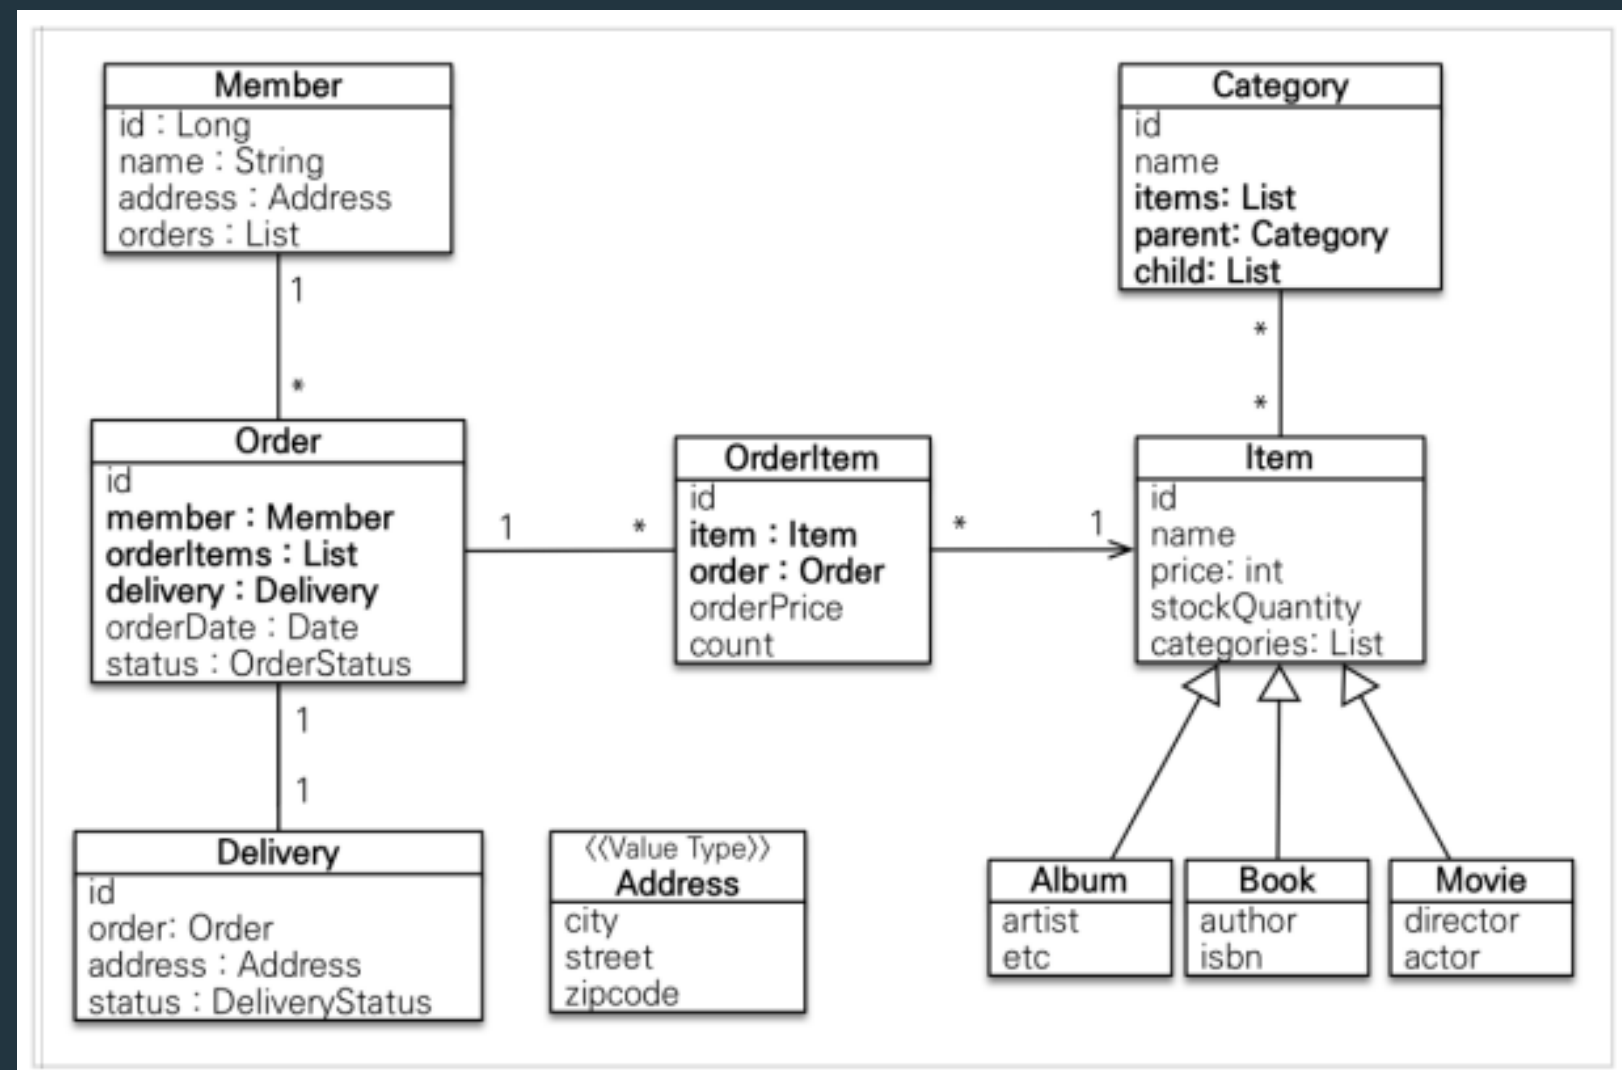 Member
id : Long
name : String
address : Address
orders : List
Category
id
name
items: List
parent: Category
child: List
1
*
*
*
Order
id
member : Member
orderItems : List
delivery : Delivery
orderDate : Date
status : OrderStatus
1
*
OrderItem
id
item : Item
order : Order
orderPrice
count
*
1
Item
id
name
price: int
stockQuantity
categories: List
1
1
Delivery
id
order: Order
address : Address
status : DeliveryStatus
<<Value Type>>
Address
city
street
zipcode
Album
artist
etc
Book
author
isbn
Movie
director
actor